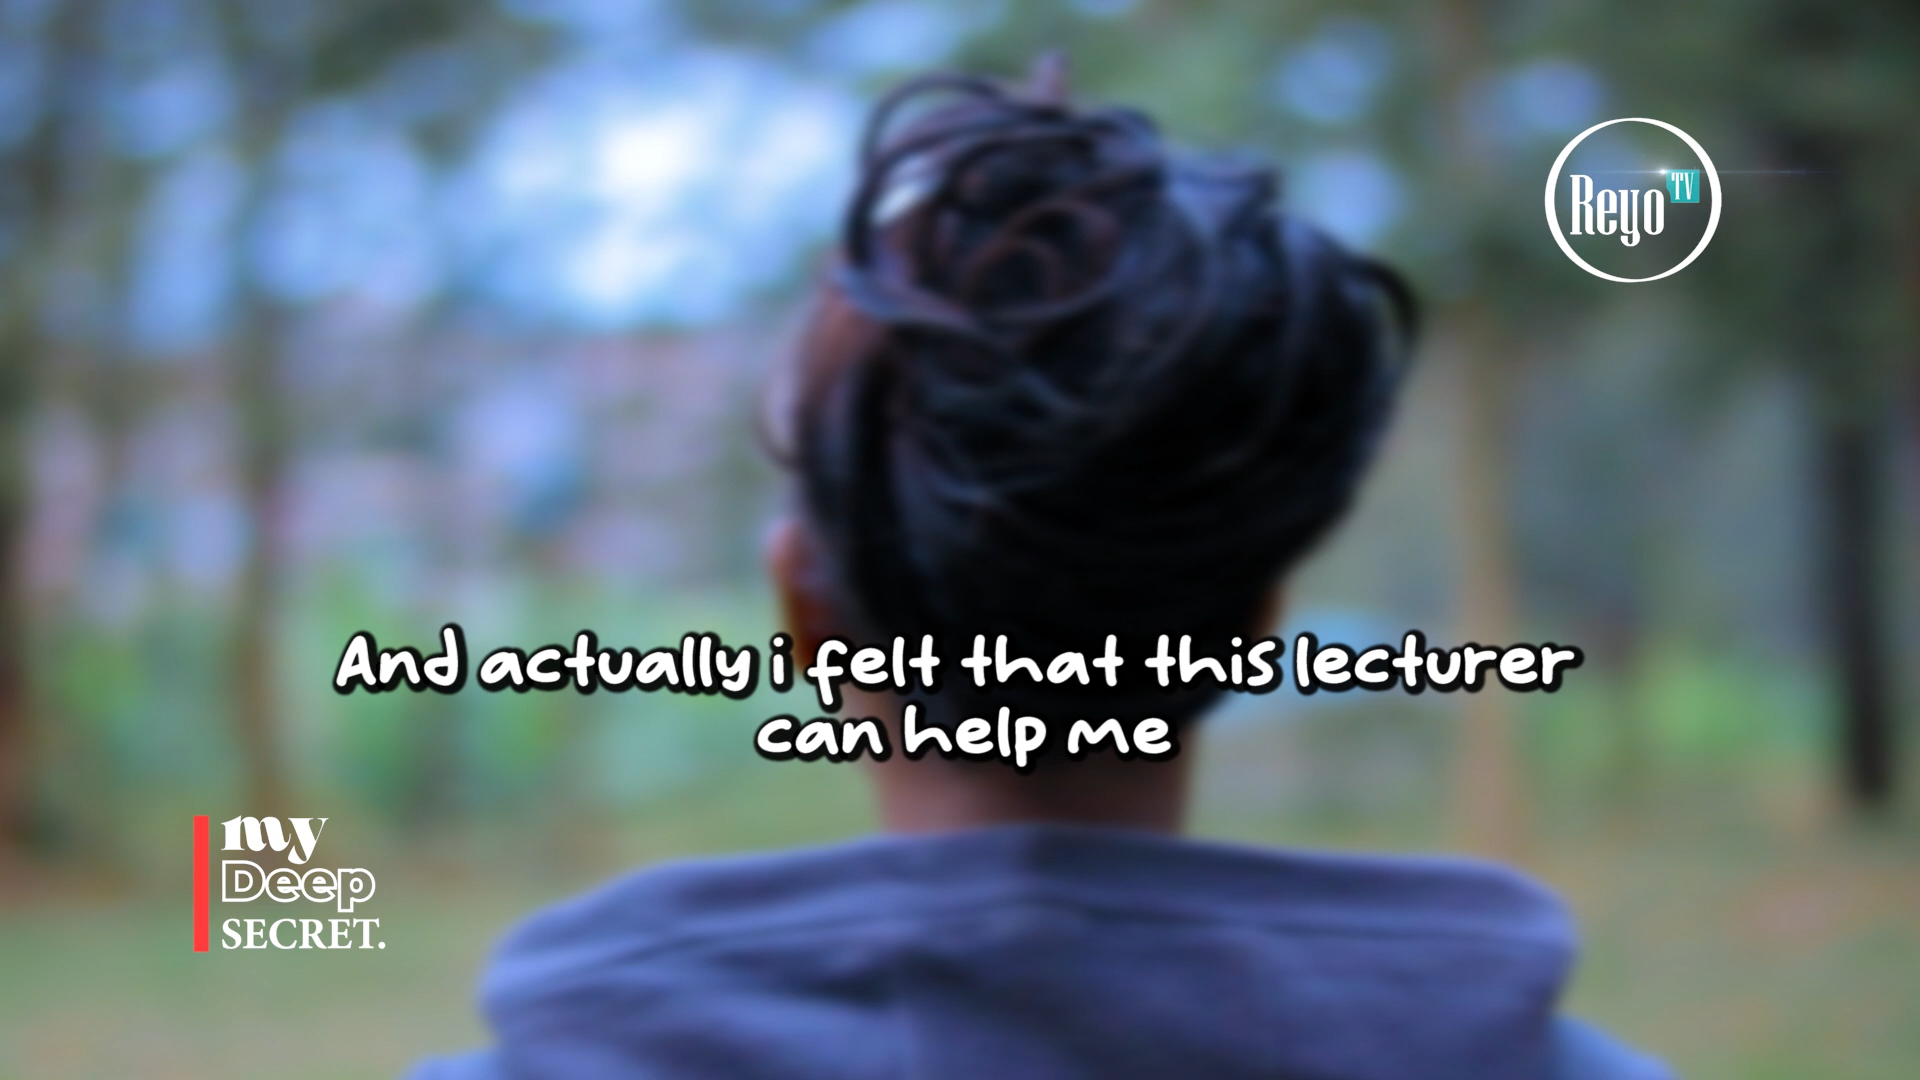 Reyo TV
And actually i felt that this lecturer
can help me
my
Deep
SECRET.